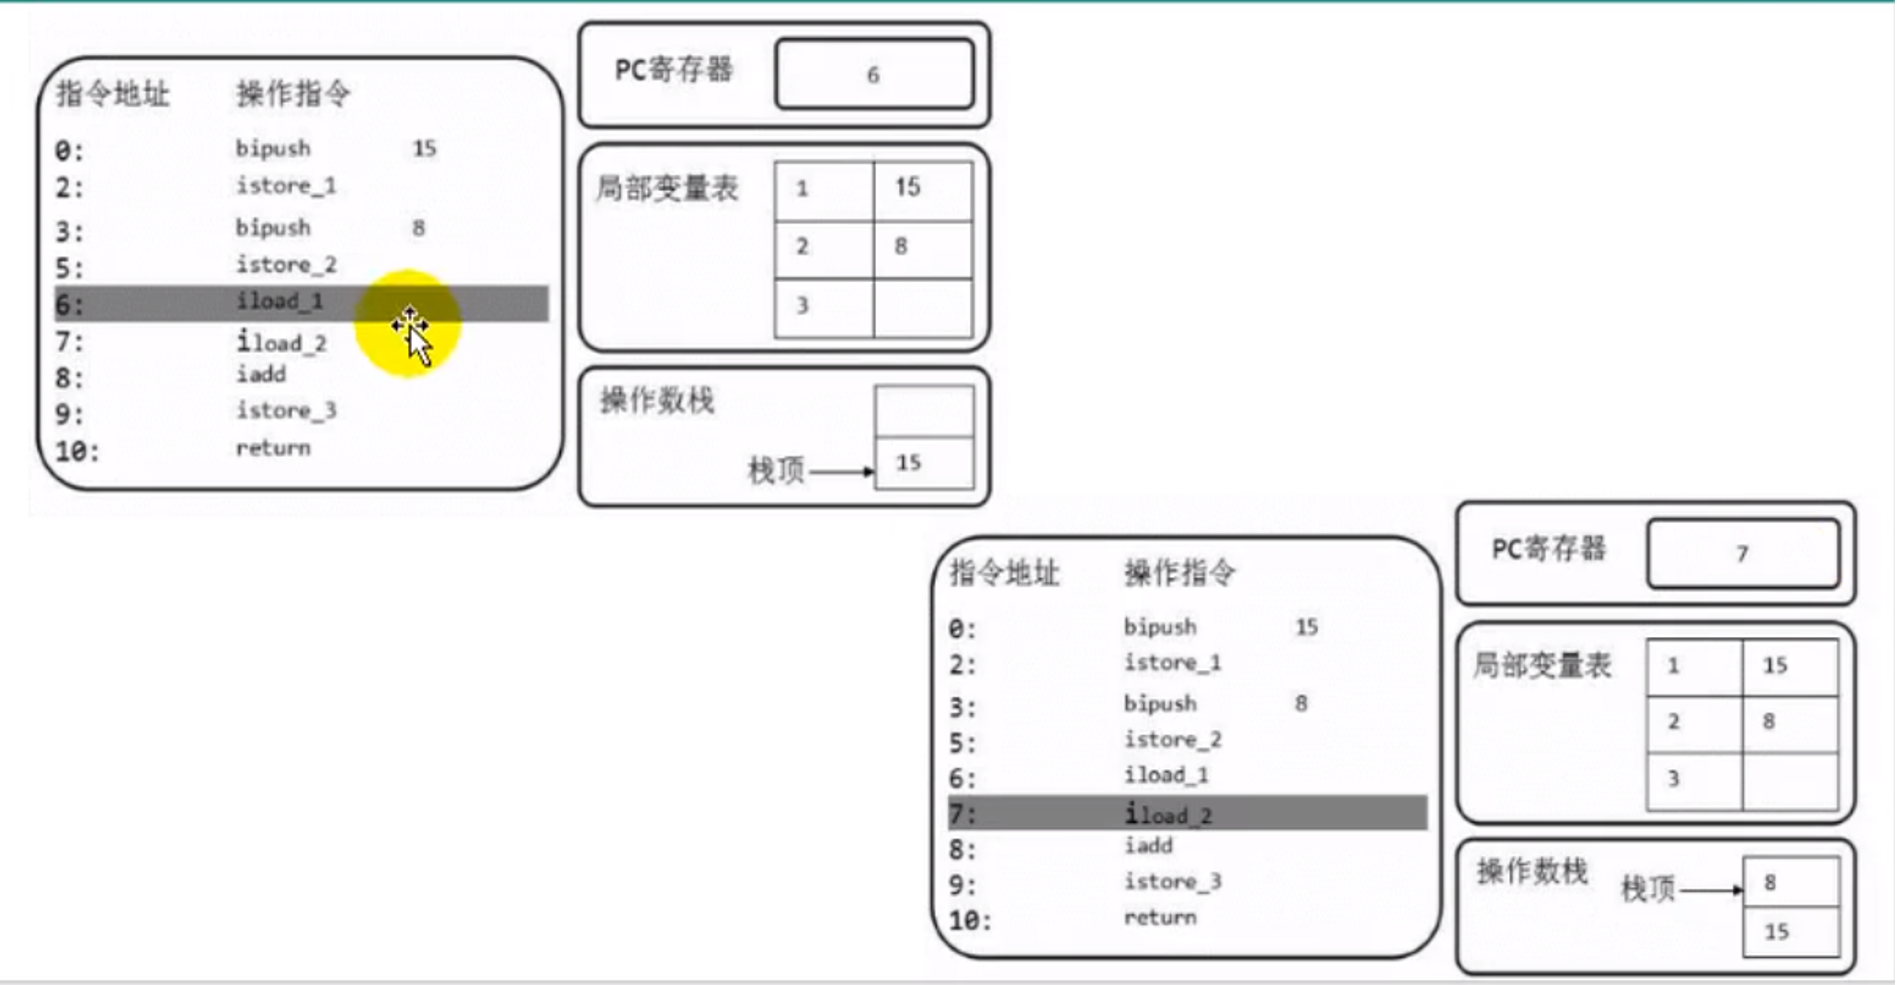 指令地址 操作指令
0: bipush 15
2: istore_1
3: bipush 8
5: istore_2
6: iload_1
7: iload_2
8: iadd
9: istore_3
10: return
PC寄存器 6
局部变量表 1 15
2 8
3
操作数栈
栈顶 15
指令地址 操作指令
0: bipush 15
2: istore_1
3: bipush 8
5: istore_2
6: iload_1
7: iload_2
8: iadd
9: istore_3
10: return
PC寄存器 7
局部变量表 1 15
2 8
3
操作数栈 栈顶 8
15